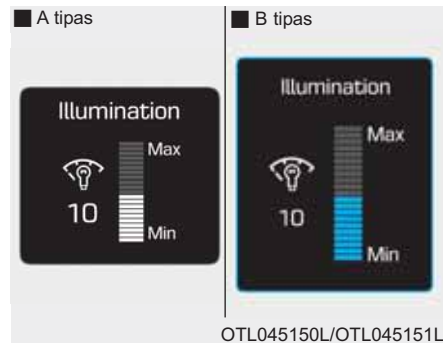 ■ A tipas
Illumination
Max
10
Min
■ B tipas
Illumination
Max
10
Min
OTL045150L/OTL045151L